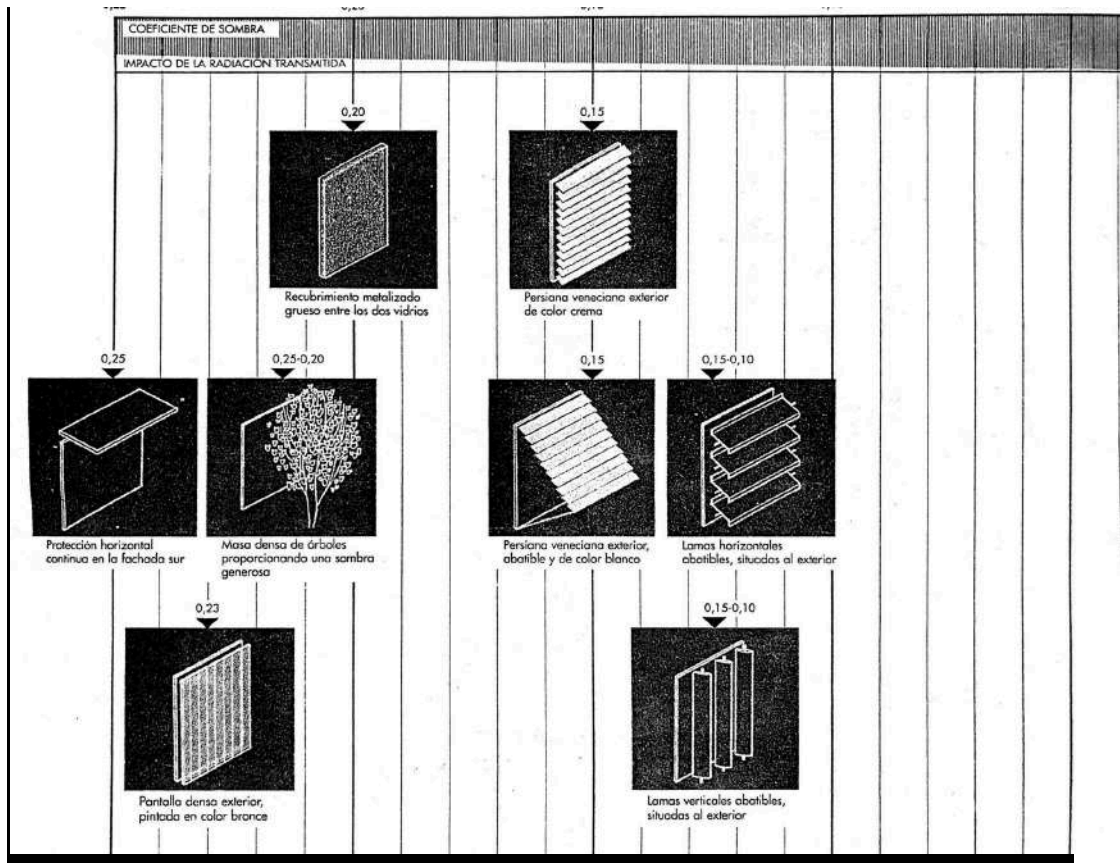 COEFICIENTE DE SOMBRA
IMPACTO DE LA RADIACIÓN TRANSMITIDA
0,20
0,15
Recubrimiento metalizado
grueso entre los dos vidrios
Persiana veneciana exterior
de color crema
0,25
0,25-0,20
0,15
0,15-0,10
Protección horizontal
continua en la fachada sur
Masa densa de árboles
proporcionando una sombra
generosa
Persiana veneciana exterior,
abatible y de color blanco
Lamas horizontales
abatibles, situadas al exterior
0,23
0,15-0,10
Pantalla densa exterior,
pintada en color bronce
Lamas verticales abatibles,
situadas al exterior